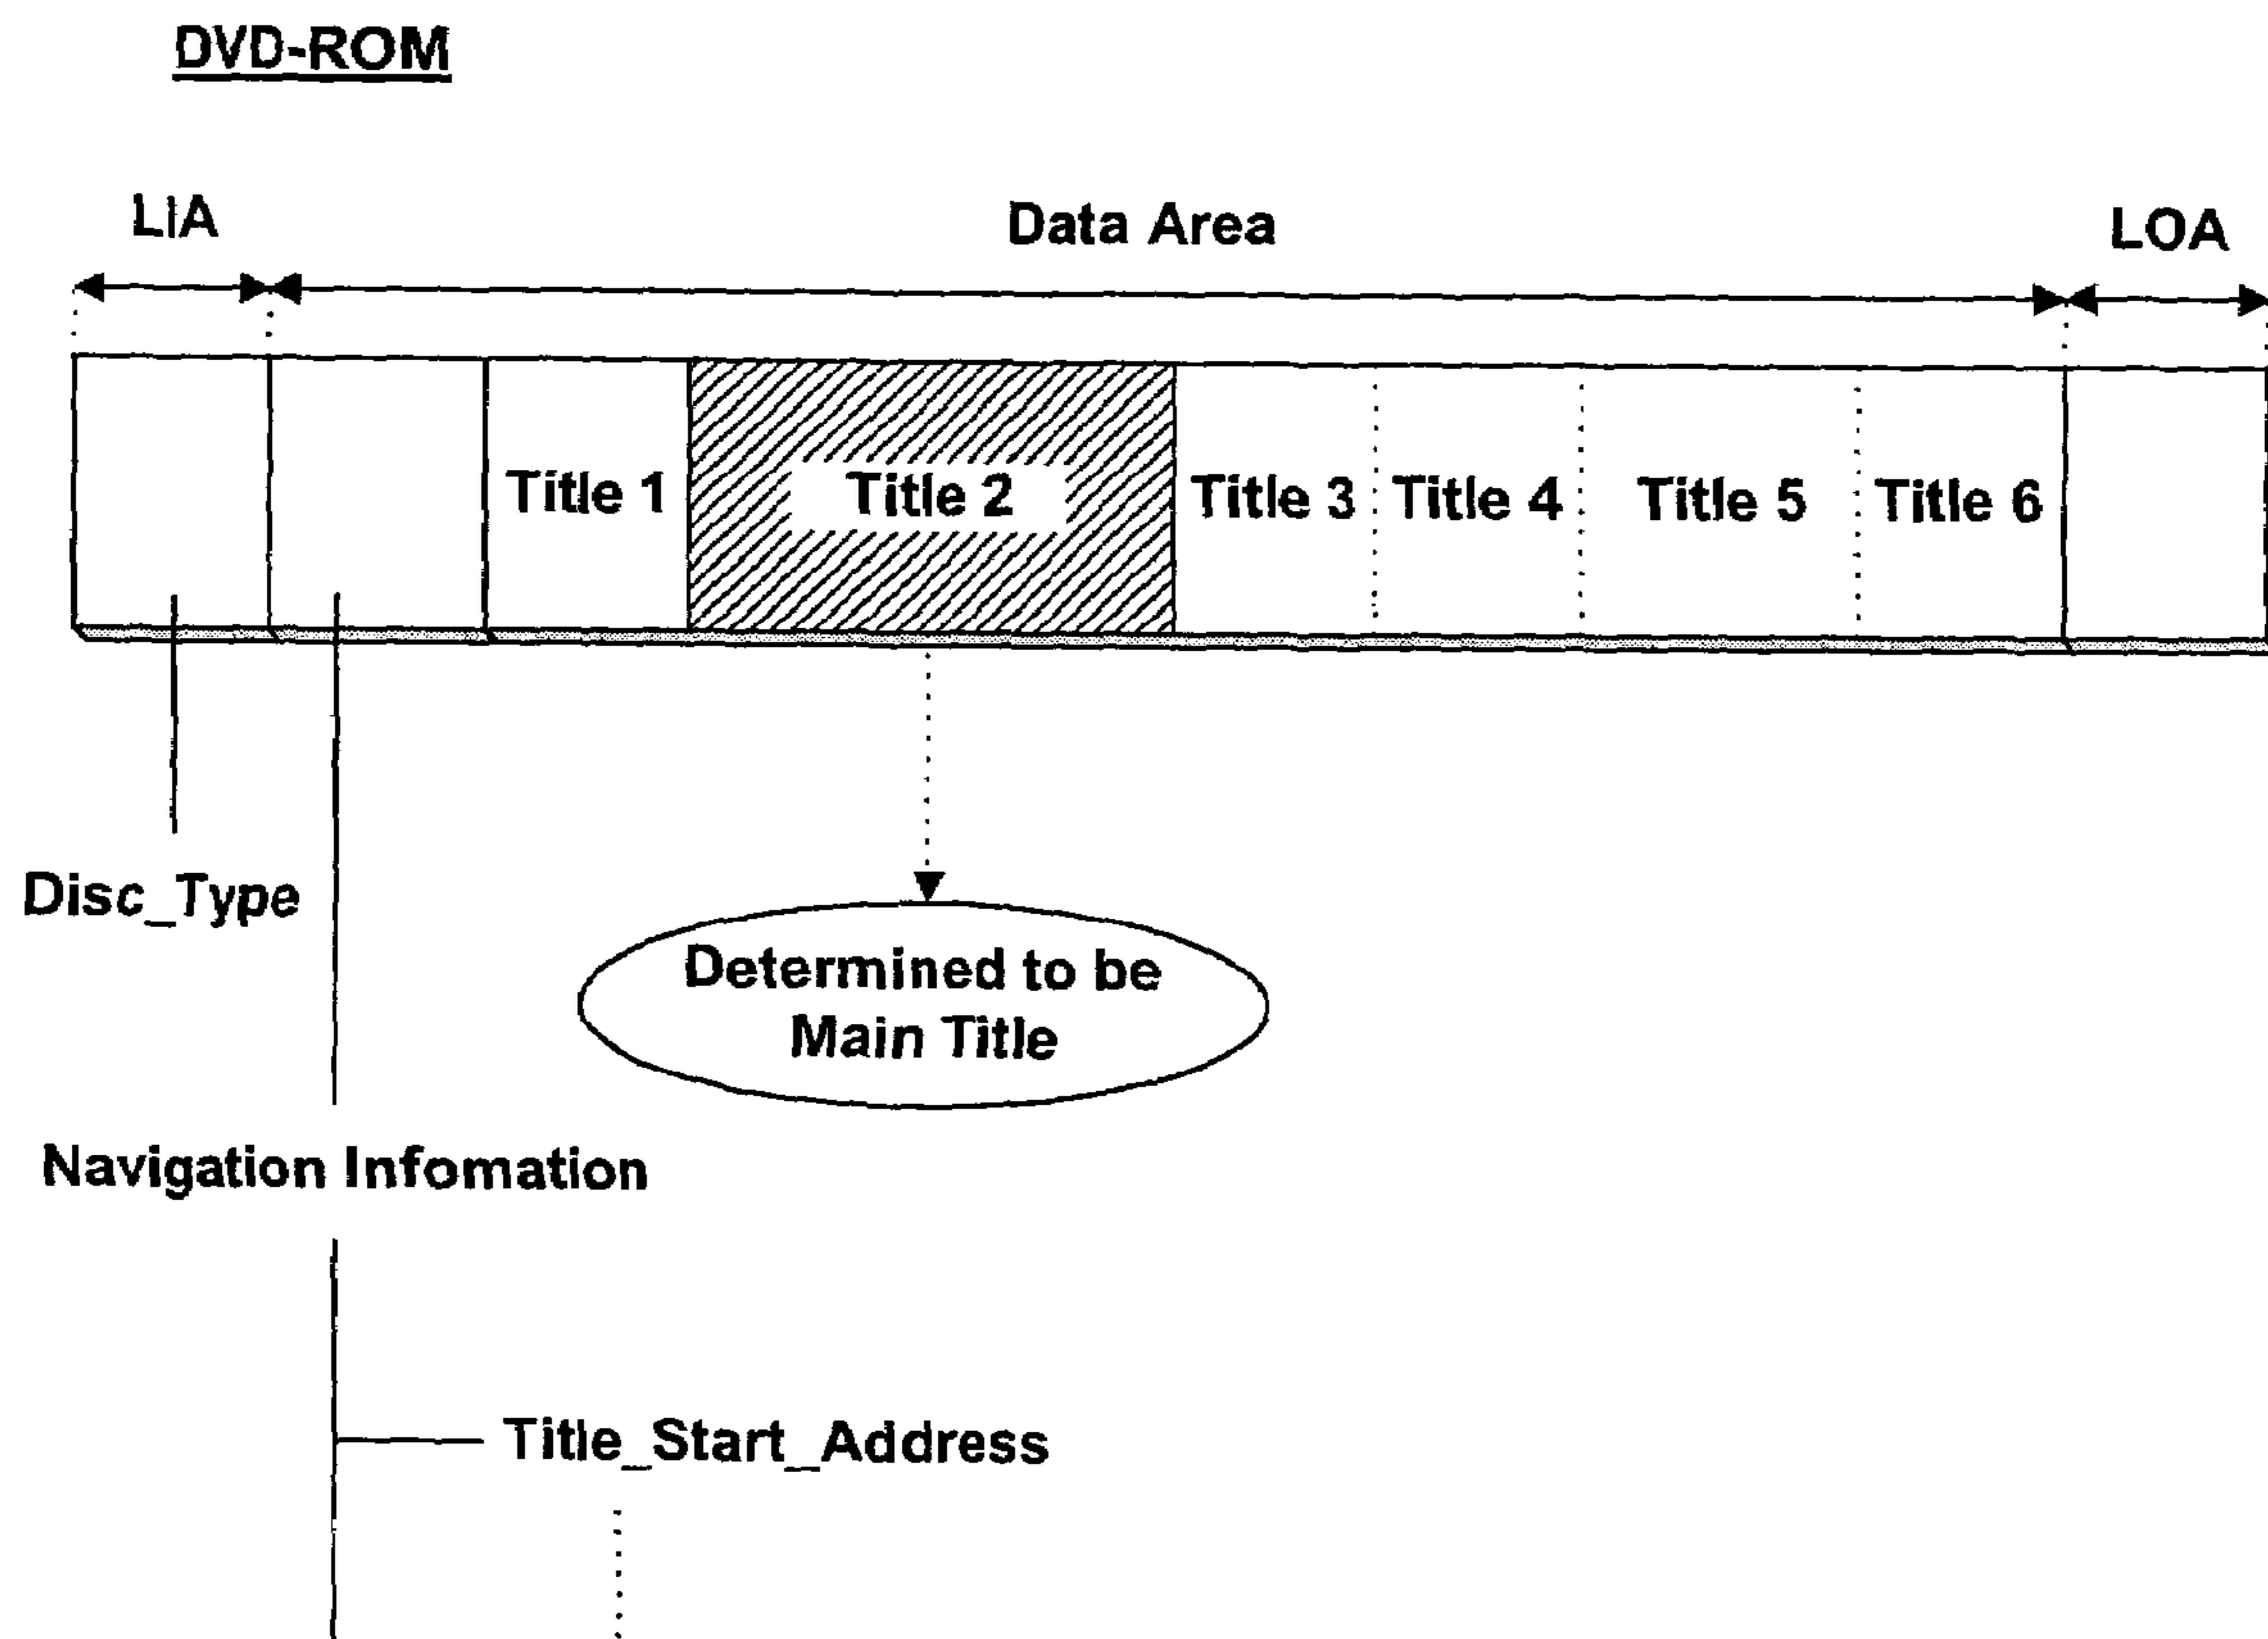 DVD-ROM
LIA
Data Area
LOA
Title 1
Title 2
Title 3
Title 4
Title 5
Title 6
Disc_Type
Determined to be
Main Title
Navigation Infomation
Title_Start_Address